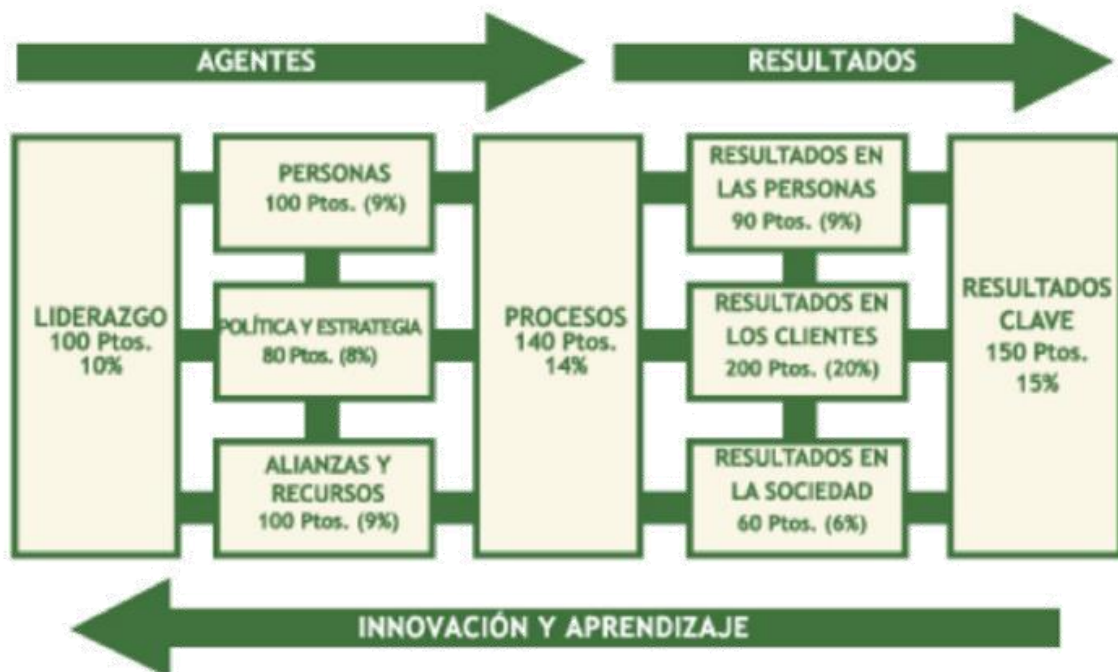 AGENTES
RESULTADOS
LIDERAZGO
100 Ptos.
10%
PERSONAS
100 Ptos. (9%)
POLÍTICA Y ESTRATEGIA
80 Ptos. (8%)
ALIANZAS Y
RECURSOS
100 Ptos. (9%)
PROCESOS
140 Ptos.
14%
RESULTADOS EN
LAS PERSONAS
90 Ptos. (9%)
RESULTADOS EN
LOS CLIENTES
200 Ptos. (20%)
RESULTADOS EN
LA SOCIEDAD
60 Ptos. (6%)
RESULTADOS
CLAVE
150 Ptos.
15%
INNOVACIÓN Y APRENDIZAJE